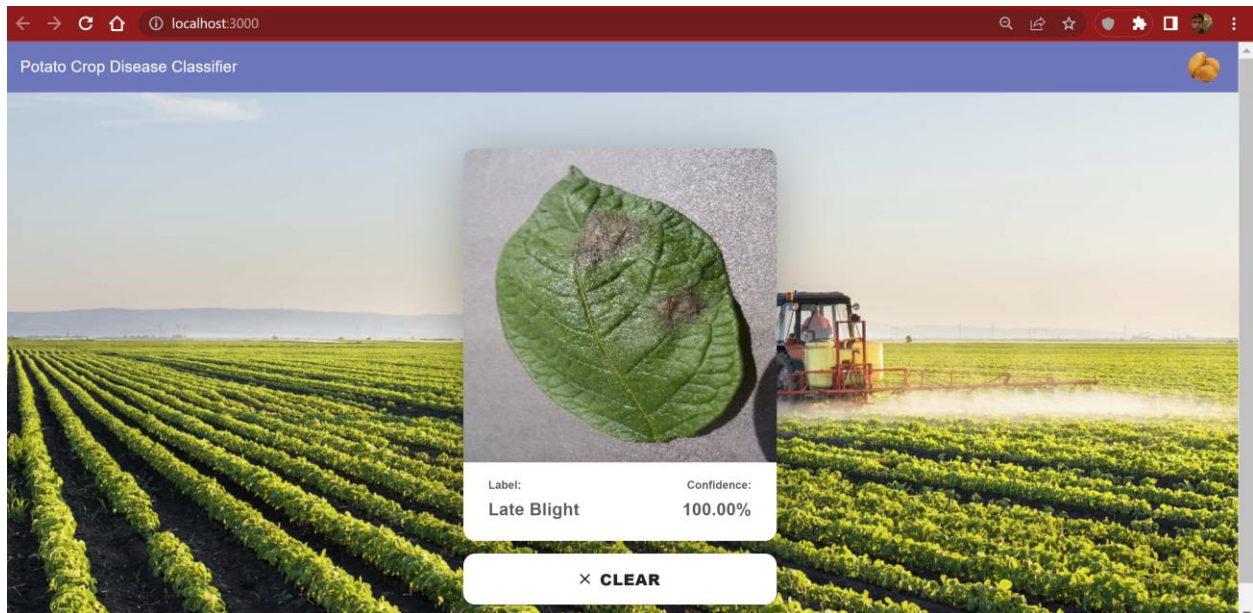 localhost:3000
Potato Crop Disease Classifier
Label: Confidence:
Late Blight 100.00%
× CLEAR